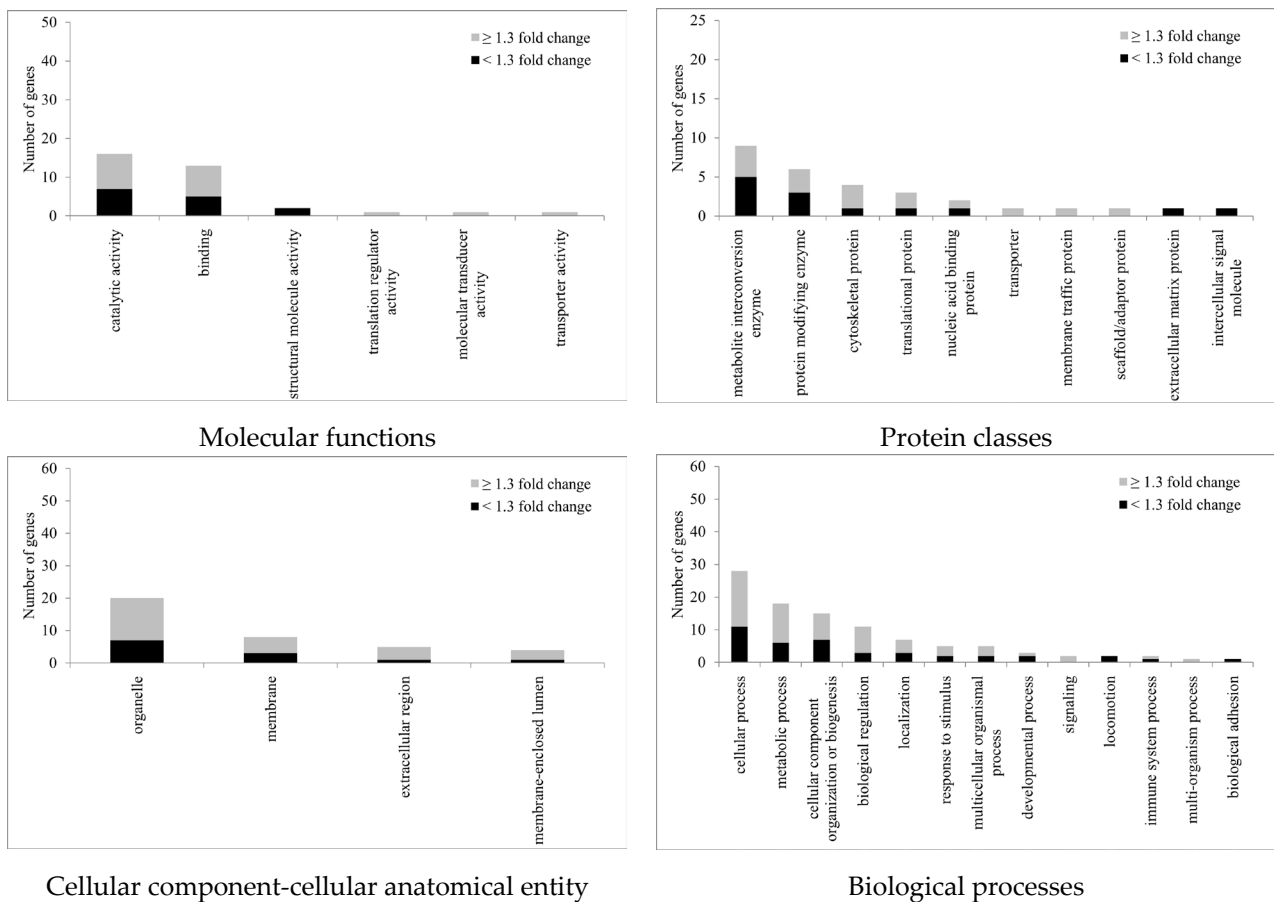 50
40
30
20
10
0
Number of genes
≥ 1.3 fold change
< 1.3 fold change
catalytic activity
binding
structural molecule activity
translation regulator
activity
molecular transducer
activity
transporter activity
Molecular functions
25
20
15
10
5
0
Number of genes
≥ 1.3 fold change
< 1.3 fold change
metabolite interconversion
enzyme
protein modifying enzyme
cytoskeletal protein
translational protein
nucleic acid binding
protein
transporter
membrane traffic protein
scaffold/adaptor protein
extracellular matrix protein
intercellular signal
molecule
Protein classes
60
50
40
30
20
10
0
Number of genes
≥ 1.3 fold change
< 1.3 fold change
organelle
membrane
extracellular region
membrane-enclosed lumen
Cellular component-cellular anatomical entity
60
50
40
30
20
10
0
Number of genes
≥ 1.3 fold change
< 1.3 fold change
cellular process
metabolic process
cellular component
organization or biogenesis
biological regulation
localization
response to stimulus
multicellular organismal
process
developmental process
signaling
locomotion
immune system process
multi-organism process
biological adhesion
Biological processes